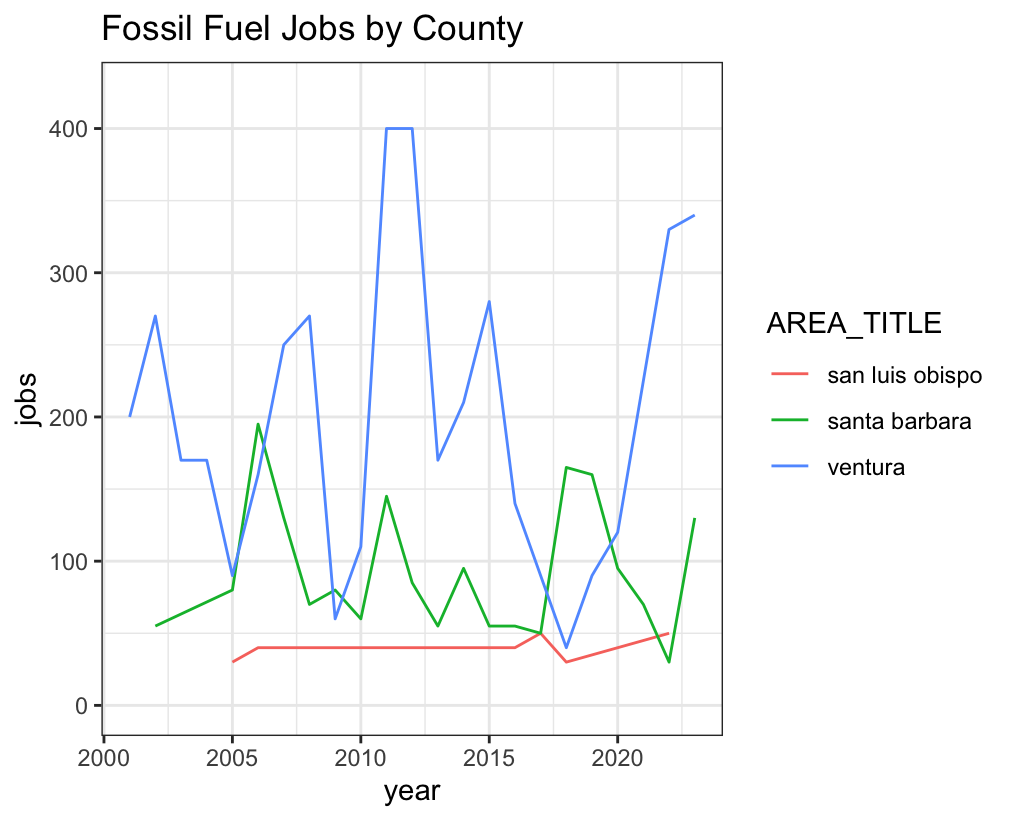 Fossil Fuel Jobs by County
400
300
200
100
0
jobs
2000 2005 2010 2015 2020
year
AREA_TITLE
san luis obispo
santa barbara
ventura